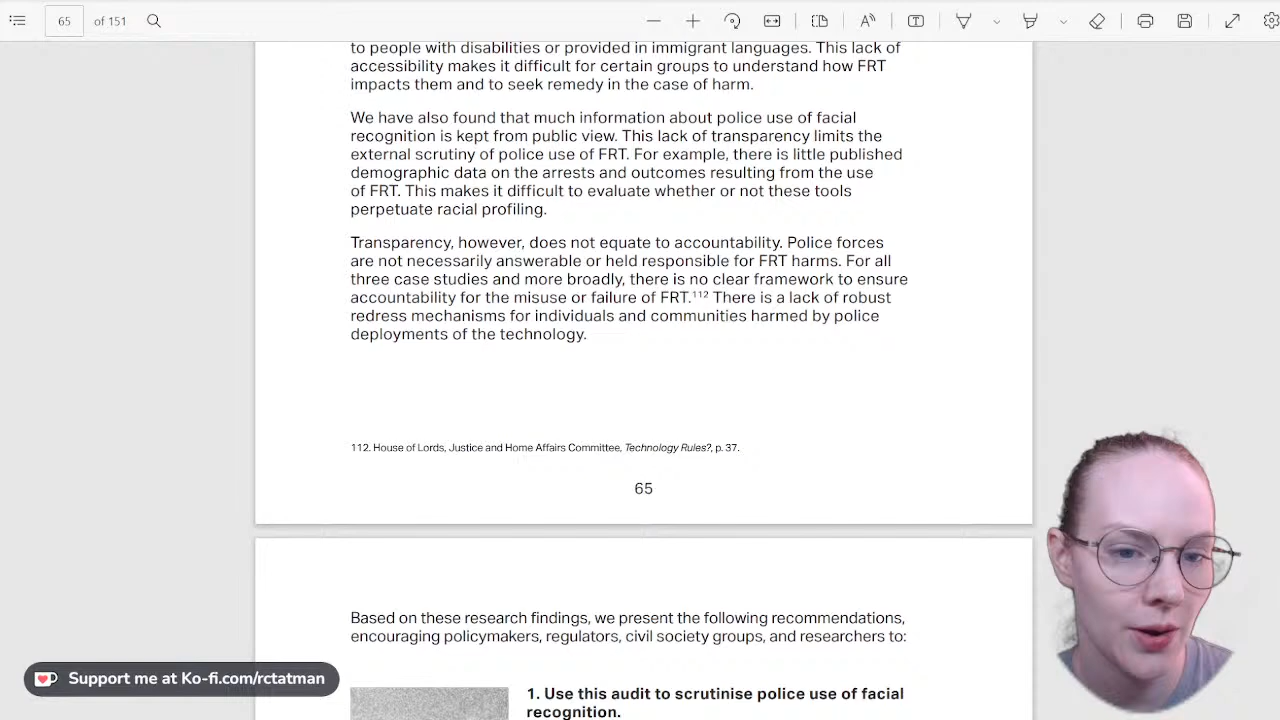 65 of 151
to people with disabilities or provided in immigrant languages. This lack of
accessibility makes it difficult for certain groups to understand how FRT
impacts them and to seek remedy in the case of harm.
We have also found that much information about police use of facial
recognition is kept from public view. This lack of transparency limits the
external scrutiny of police use of FRT. For example, there is little published
demographic data on the arrests and outcomes resulting from the use
of FRT. This makes it difficult to evaluate whether or not these tools
perpetuate racial profiling.
Transparency, however, does not equate to accountability. Police forces
are not necessarily answerable or held responsible for FRT harms. For all
three case studies and more broadly, there is no clear framework to ensure
accountability for the misuse or failure of FRT.¹¹² There is a lack of robust
redress mechanisms for individuals and communities harmed by police
deployments of the technology.
112. House of Lords, Justice and Home Affairs Committee, Technology Rules?, p. 37.
65
Based on these research findings, we present the following recommendations,
encouraging policymakers, regulators, civil society groups, and researchers to:
1. Use this audit to scrutinise police use of facial
recognition.
Support me at Ko-fi.com/rctatman